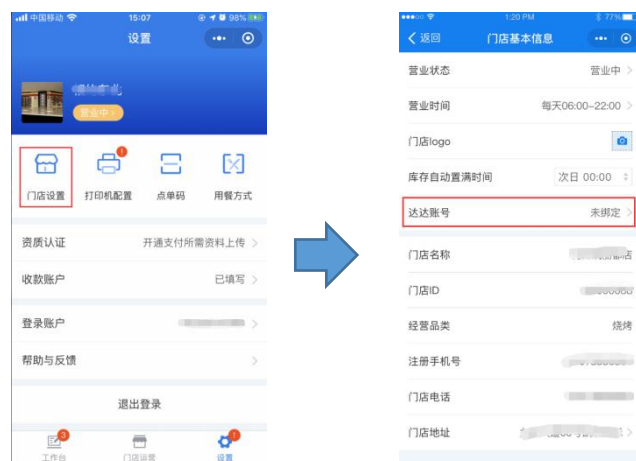 中国移动 15:07 98%
设置
营业中>
门店设置 打印机配置 点单码 用餐方式
资质认证 开通支付所需资料上传 >
收款账户 已填写 >
登录账户 >
帮助与反馈 >
退出登录
3 1
工作台 门店运营 设置
1:20 PM 77%
返回 门店基本信息
营业状态 营业中 >
营业时间 每天06:00-22:00 >
门店logo
库存自动置满时间 次日 00:00
达达账号 未绑定 >
门店名称 店
门店ID
经营品类 烧烤
注册手机号
门店电话
门店地址 >